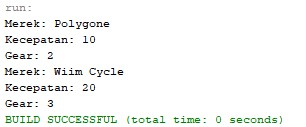 run:
Merek: Polygone
Kecepatan: 10
Gear: 2
Merek: Wiim Cycle
Kecepatan: 20
Gear: 3
BUILD SUCCESSFUL (total time: 0 seconds)